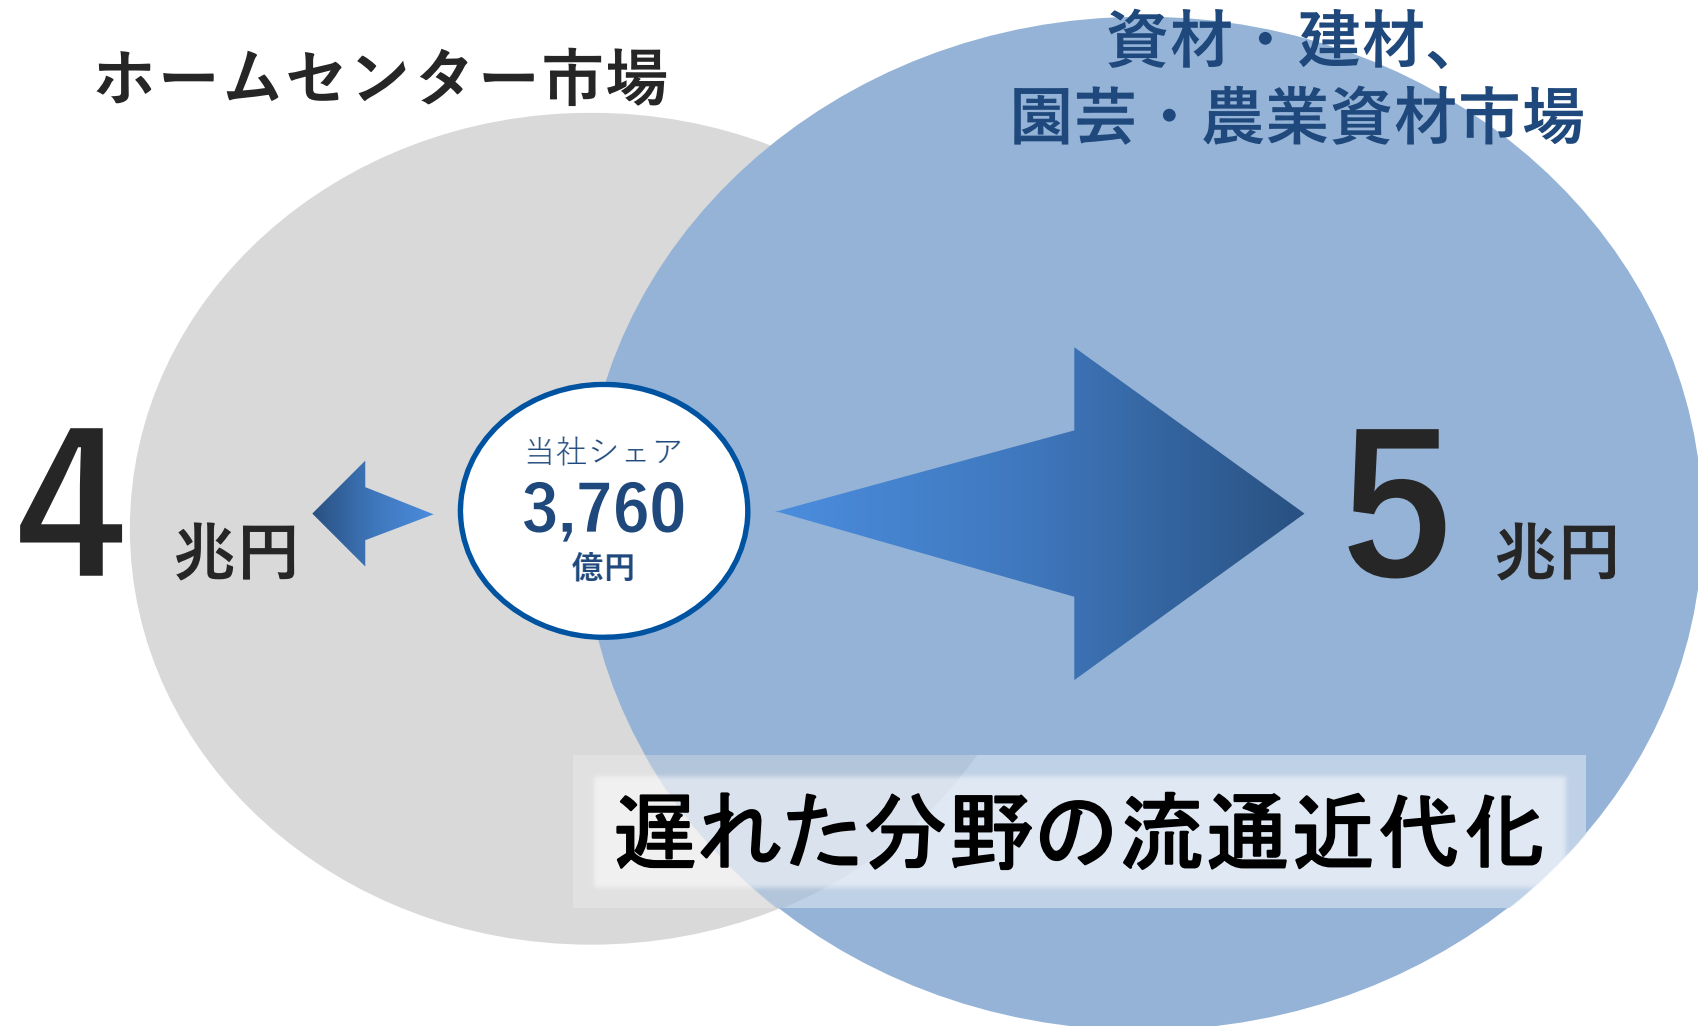 ホームセンター市場
資材・建材、
園芸・農業資材市場
4 兆円
当社シェア
3,760
億円
5 兆円
遅れた分野の流通近代化